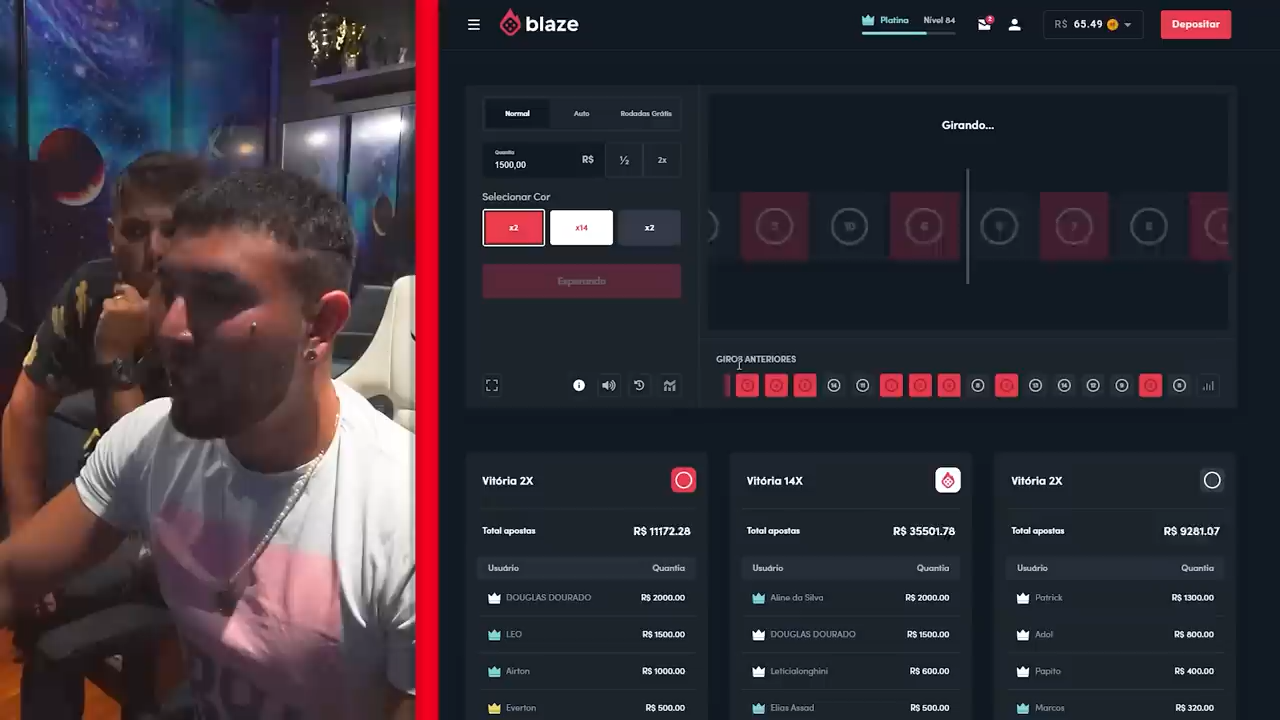 blaze
Platina Nível 84
2
R$ 65.49
Depositar
Normal Auto Rodadas Grátis
Quantia
1500,00 R$ ½ 2x
Selecionar Cor
x2 x14 x2
Esperando
Girando...
10
GIROS ANTERIORES
Vitória 2X
Total apostas R$ 11172.28
Usuário Quantia
DOUGLAS DOURADO R$ 2000.00
LEO R$ 1500.00
Airton R$ 1000.00
Everton R$ 500.00
Vitória 14X
Total apostas R$ 35501.78
Usuário Quantia
Aline da Silva R$ 2000.00
DOUGLAS DOURADO R$ 1500.00
Leticialonghini R$ 600.00
Elias Assad R$ 500.00
Vitória 2X
Total apostas R$ 9281.07
Usuário Quantia
Patrick R$ 1300.00
Adol R$ 800.00
Papito R$ 400.00
Marcos R$ 320.00